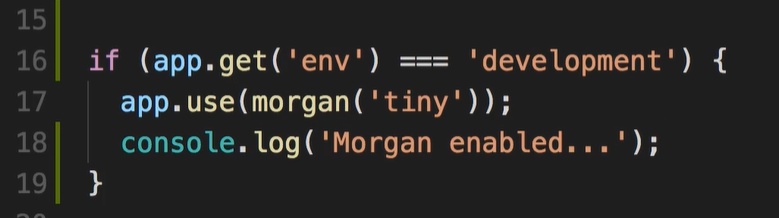 15
16 if (app.get('env') === 'development') {
17 app.use(morgan('tiny'));
18 console.log('Morgan enabled...');
19 }